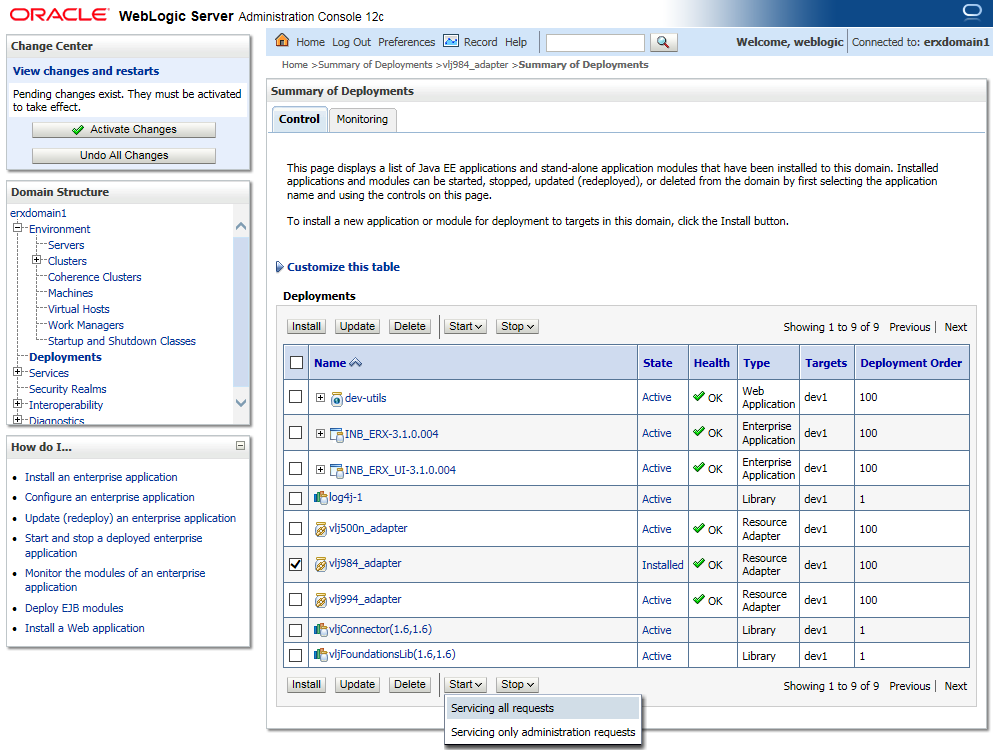 ORACLE® WebLogic Server Administration Console 12c
Change Center
View changes and restarts
Pending changes exist. They must be activated
to take effect.
Activate Changes
Undo All Changes
Domain Structure
erxdomain1
Environment
Servers
Clusters
Coherence Clusters
Machines
Virtual Hosts
Work Managers
Startup and Shutdown Classes
Deployments
Services
Security Realms
Interoperability
Diagnostics
How do I...
Install an enterprise application
Configure an enterprise application
Update (redeploy) an enterprise application
Start and stop a deployed enterprise
application
Monitor the modules of an enterprise
application
Deploy EJB modules
Install a Web application
Home Log Out Preferences Record Help
Welcome, weblogic Connected to: erxdomain1
Home >Summary of Deployments >vlj984_adapter >Summary of Deployments
Summary of Deployments
Control Monitoring
This page displays a list of Java EE applications and stand-alone application modules that have been installed to this domain. Installed
applications and modules can be started, stopped, updated (redeployed), or deleted from the domain by first selecting the application
name and using the controls on this page.
To install a new application or module for deployment to targets in this domain, click the Install button.
Customize this table
Deployments
Install Update Delete Start Stop Showing 1 to 9 of 9 Previous | Next
Name State Health Type Targets Deployment Order
dev-utils Active OK Web Application dev1 100
INB_ERX-3.1.0.004 Active OK Enterprise Application dev1 100
INB_ERX_UI-3.1.0.004 Active OK Enterprise Application dev1 100
log4j-1 Active Library dev1 1
vlj500n_adapter Active OK Resource Adapter dev1 100
vlj984_adapter Installed OK Resource Adapter dev1 100
vlj994_adapter Active OK Resource Adapter dev1 100
vljConnector(1.6,1.6) Active Library dev1 1
vljFoundationsLib(1.6,1.6) Active Library dev1 1
Install Update Delete Start Stop Showing 1 to 9 of 9 Previous | Next
Servicing all requests
Servicing only administration requests